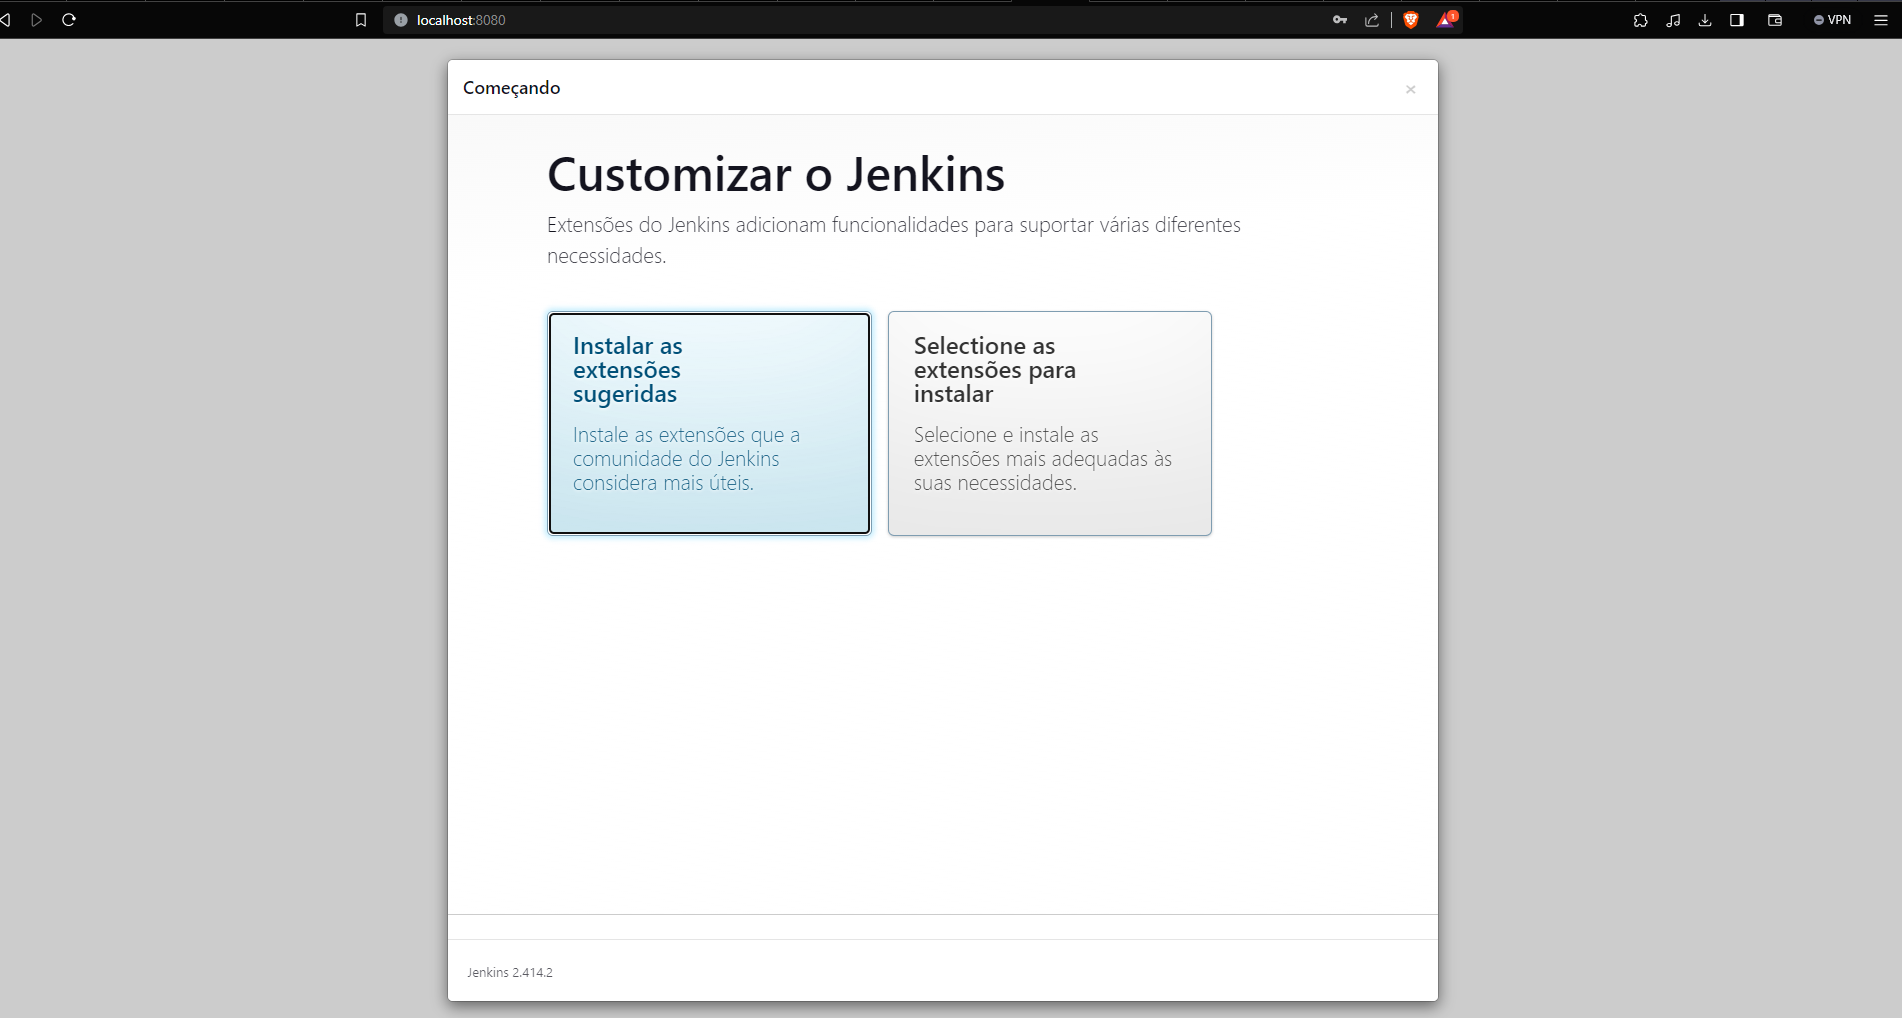 localhost:8080
1
VPN
Começando
×
Customizar o Jenkins
Extensões do Jenkins adicionam funcionalidades para suportar várias diferentes
necessidades.
Instalar as
extensões
sugeridas
Instale as extensões que a
comunidade do Jenkins
considera mais úteis.
Selectione as
extensões para
instalar
Selecione e instale as
extensões mais adequadas às
suas necessidades.
Jenkins 2.414.2